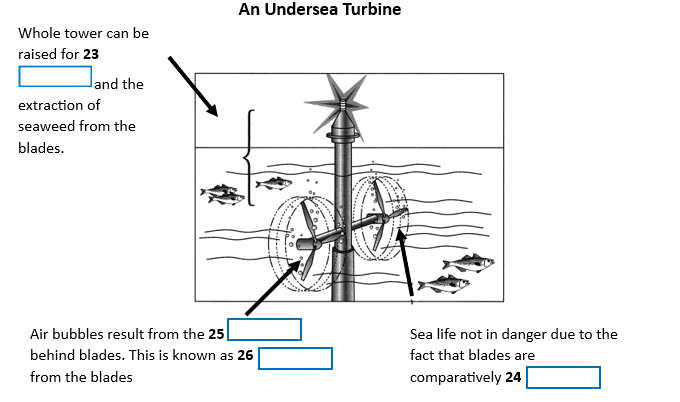 An Undersea Turbine
Whole tower can be
raised for 23
and the
extraction of
seaweed from the
blades.
Air bubbles result from the 25
behind blades. This is known as 26
from the blades
Sea life not in danger due to the
fact that blades are
comparatively 24